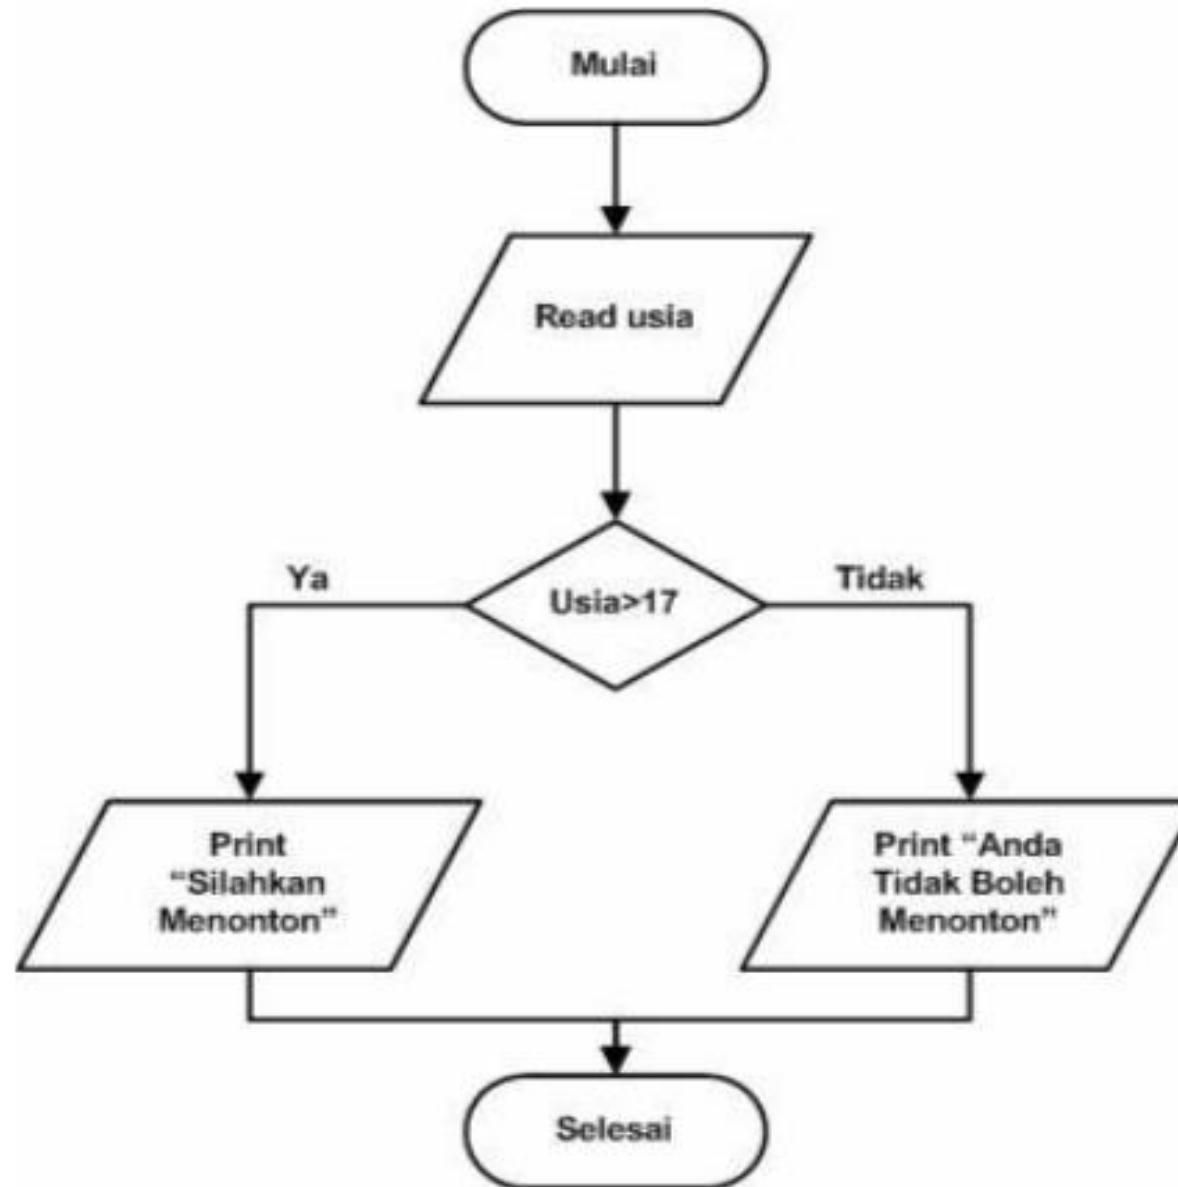 Mulai
Read usia
Usia>17
Ya
Tidak
Print
“Silahkan
Menonton”
Print “Anda
Tidak Boleh
Menonton”
Selesai